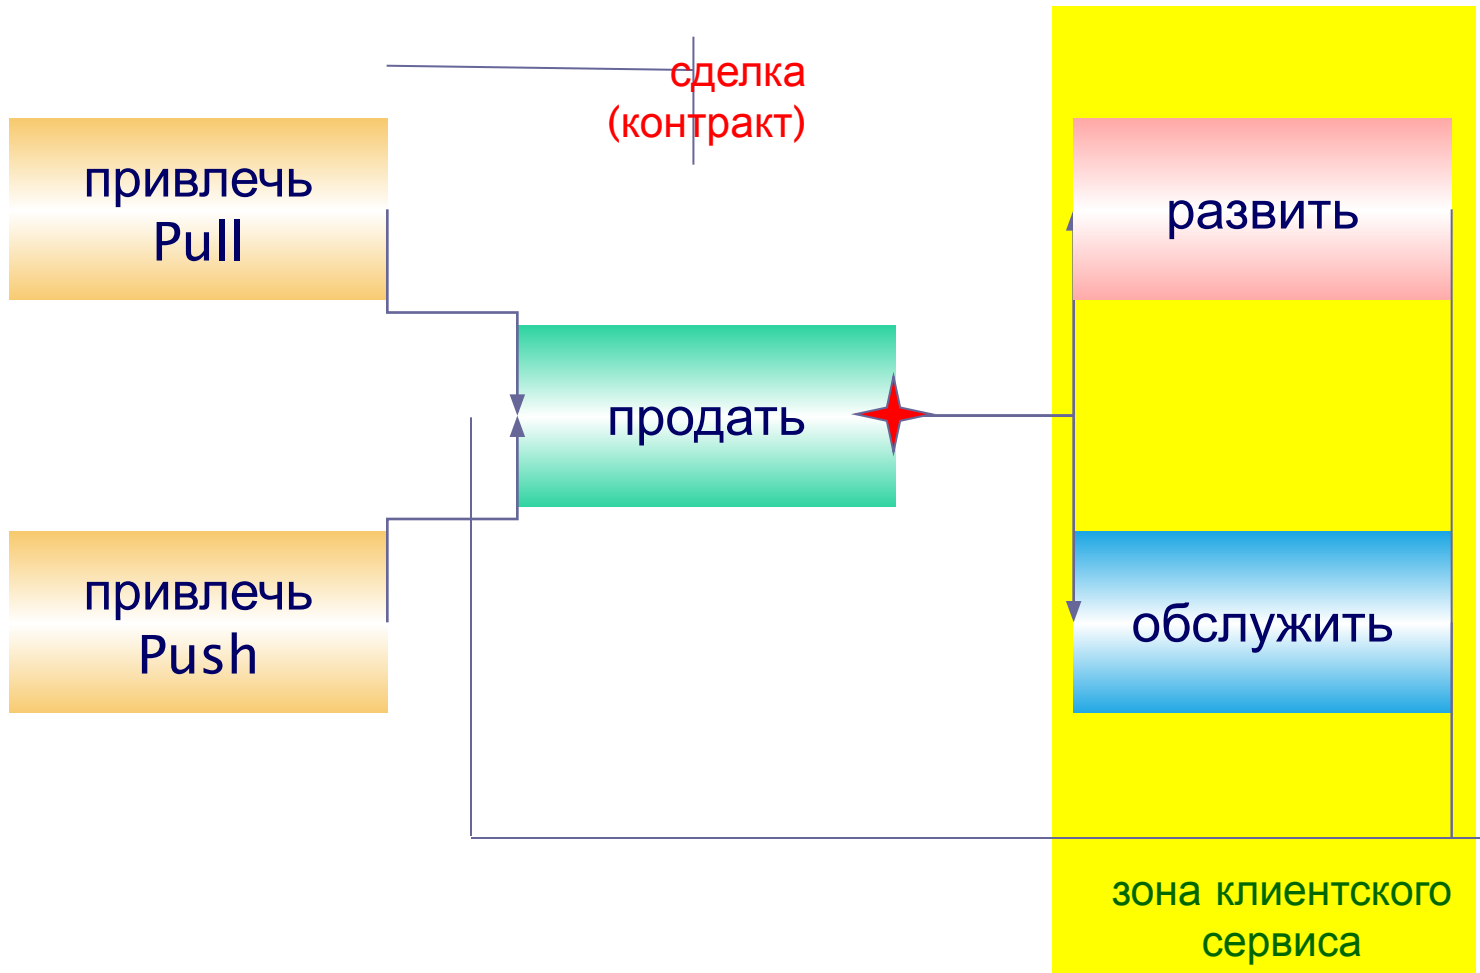 сделка
(контракт)
привлечь
Pull
развить
продать
привлечь
Push
обслужить
зона клиентского
сервиса